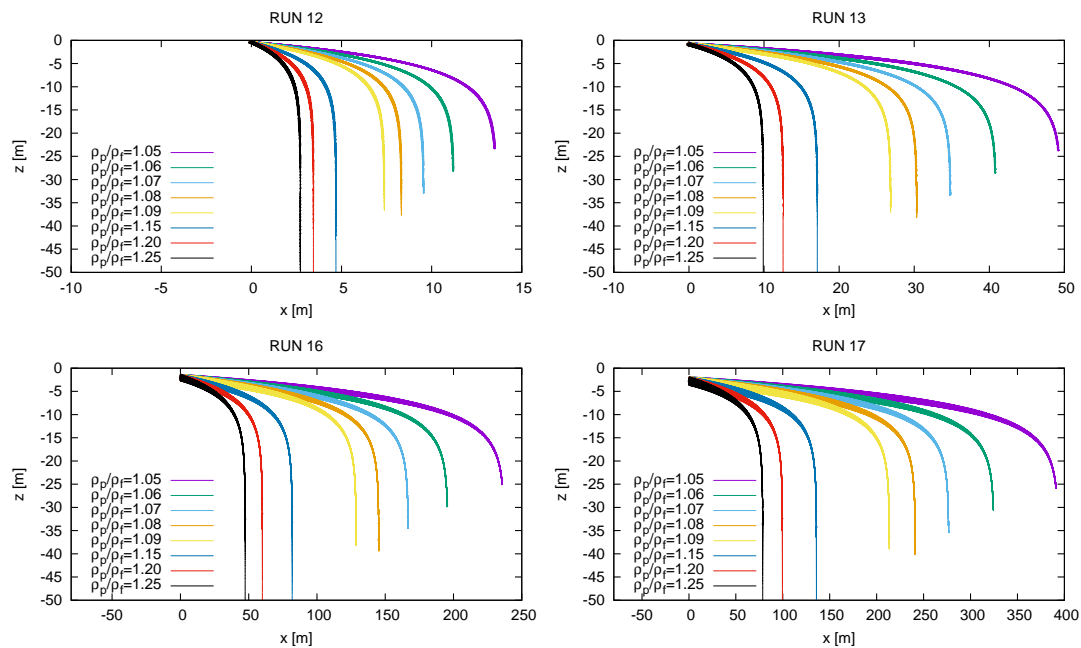 RUN 12
0
-5
-10
-15
-20
-25
-30
-35
-40
-45
-50
z [m]
-10
-5
0
5
10
15
x [m]
ρp/ρf=1.05
ρp/ρf=1.06
ρp/ρf=1.07
ρp/ρf=1.08
ρp/ρf=1.09
ρp/ρf=1.15
ρp/ρf=1.20
ρp/ρf=1.25
RUN 13
0
-5
-10
-15
-20
-25
-30
-35
-40
-45
-50
z [m]
-10
0
10
20
30
40
50
x [m]
ρp/ρf=1.05
ρp/ρf=1.06
ρp/ρf=1.07
ρp/ρf=1.08
ρp/ρf=1.09
ρp/ρf=1.15
ρp/ρf=1.20
ρp/ρf=1.25
RUN 16
0
-5
-10
-15
-20
-25
-30
-35
-40
-45
-50
z [m]
-50
0
50
100
150
200
250
x [m]
ρp/ρf=1.05
ρp/ρf=1.06
ρp/ρf=1.07
ρp/ρf=1.08
ρp/ρf=1.09
ρp/ρf=1.15
ρp/ρf=1.20
ρp/ρf=1.25
RUN 17
0
-5
-10
-15
-20
-25
-30
-35
-40
-45
-50
z [m]
-50
0
50
100
150
200
250
300
350
400
x [m]
ρp/ρf=1.05
ρp/ρf=1.06
ρp/ρf=1.07
ρp/ρf=1.08
ρp/ρf=1.09
ρp/ρf=1.15
ρp/ρf=1.20
ρp/ρf=1.25